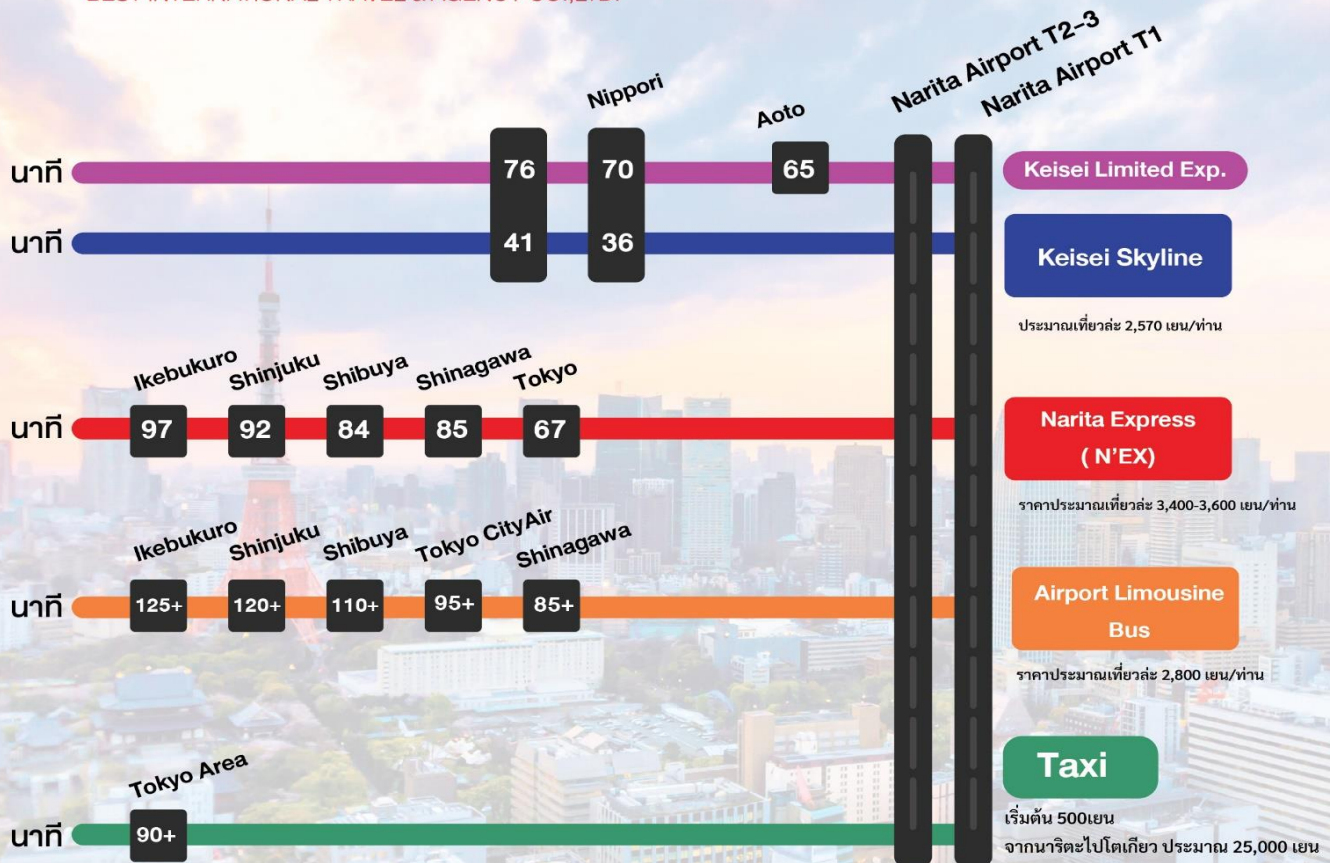 Narita Airport T2-3
Narita Airport T1
Nippori
Aoto
นาที
76
70
65
Keisei Limited Exp.
นาที
41
36
Keisei Skyline
ประมาณเที่ยวล่ะ 2,570 เยน/ท่าน
Ikebukuro
Shinjuku
Shibuya
Shinagawa
Tokyo
นาที
97
92
84
85
67
Narita Express
( N'EX)
ราคาประมาณเที่ยวล่ะ 3,400-3,600 เยน/ท่าน
Ikebukuro
Shinjuku
Shibuya
Tokyo City Air
Shinagawa
นาที
125+
120+
110+
95+
85+
Airport Limousine
Bus
ราคาประมาณเที่ยวล่ะ 2,800 เยน/ท่าน
Tokyo Area
นาที
90+
Taxi
เริ่มต้น 500เยน
จากนาริตะไปโตเกียว ประมาณ 25,000 เยน